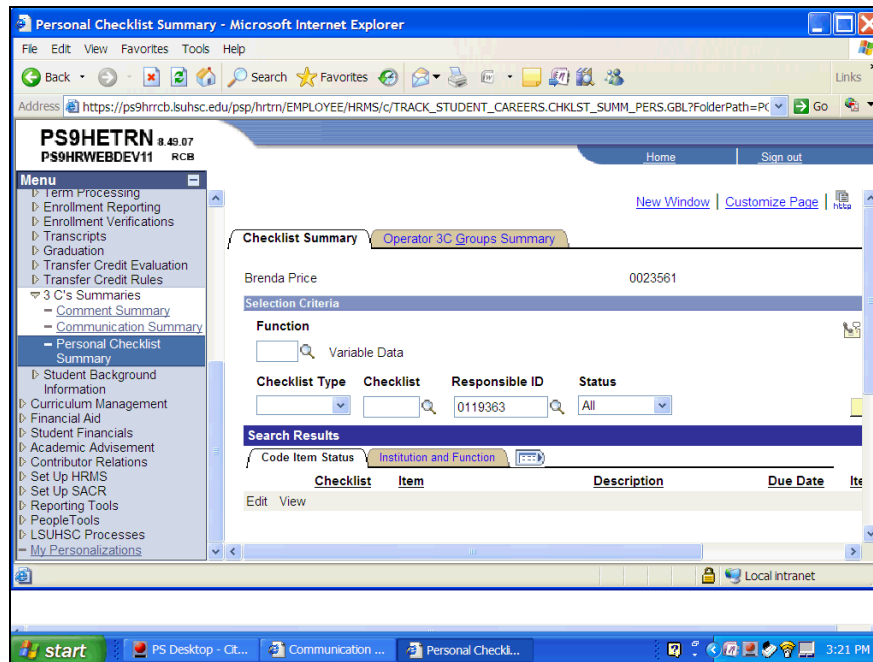 Personal Checklist Summary - Microsoft Internet Explorer
File Edit View Favorites Tools Help
Back Search Favorites Links
Address https://ps9hrrcb.lsuhsc.edu/psp/hrtrn/EMPLOYEE/HRMS/c/TRACK_STUDENT_CAREERS.CHKLST_SUMM_PERS.GBL?FolderPath=PO Go
PS9HETRN 8.49.07
PS9HRWEBDEV11 RCB
Home Sign out
Menu
Term Processing
Enrollment Reporting
Enrollment Verifications
Transcripts
Graduation
Transfer Credit Evaluation
Transfer Credit Rules
3 C's Summaries
Comment Summary
Communication Summary
Personal Checklist
Summary
Student Background
Information
Curriculum Management
Financial Aid
Student Financials
Academic Advisement
Contributor Relations
Set Up HRMS
Set Up SACR
Reporting Tools
PeopleTools
LSUHSC Processes
My Personalizations
New Window Customize Page http
Checklist Summary Operator 3C Groups Summary
Brenda Price 0023561
Selection Criteria
Function
Variable Data
Checklist Type Checklist Responsible ID Status
0119363 All
Search Results
Code Item Status Institution and Function
Checklist Item Description Due Date Ite
Edit View
Local intranet
start PS Desktop - Cit... Communication ... Personal Checkli... 3:21 PM